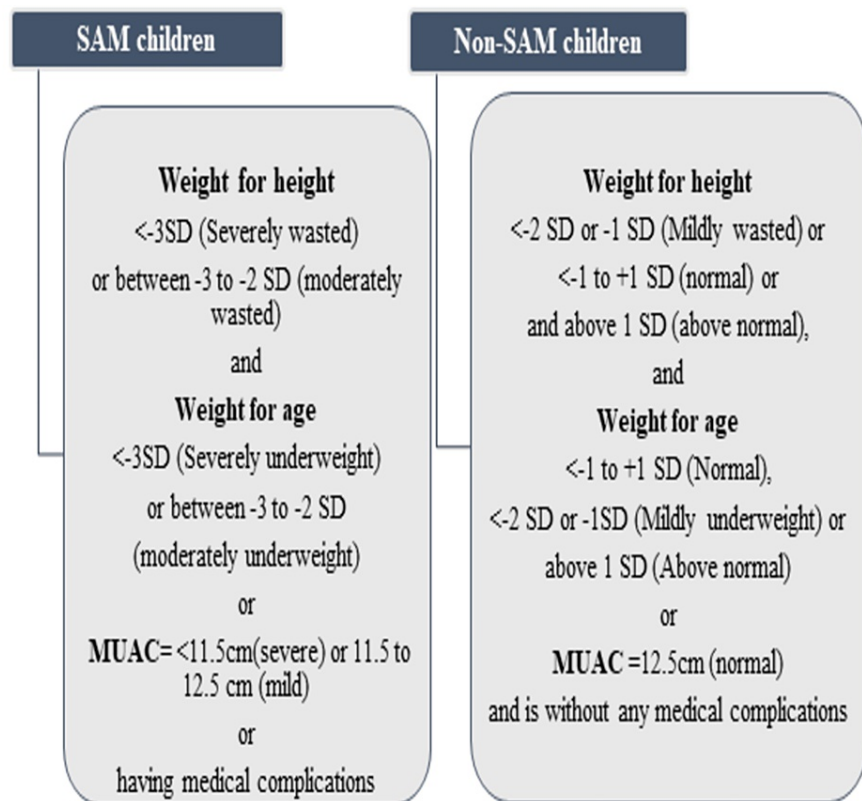 SAM children
Weight for height
<-3SD (Severely wasted)
or between -3 to -2 SD (moderately
wasted)
and
Weight for age
<-3SD (Severely underweight)
or between -3 to -2 SD
(moderately underweight)
or
MUAC= <11.5cm(severe) or 11.5 to
12.5 cm (mild)
or
having medical complications
Non-SAM children
Weight for height
<-2 SD or -1 SD (Mildly wasted) or
<-1 to +1 SD (normal) or
and above 1 SD (above normal),
and
Weight for age
<-1 to +1 SD (Normal),
<-2 SD or -1SD (Mildly underweight) or
above 1 SD (Above normal)
or
MUAC =12.5cm (normal)
and is without any medical complications